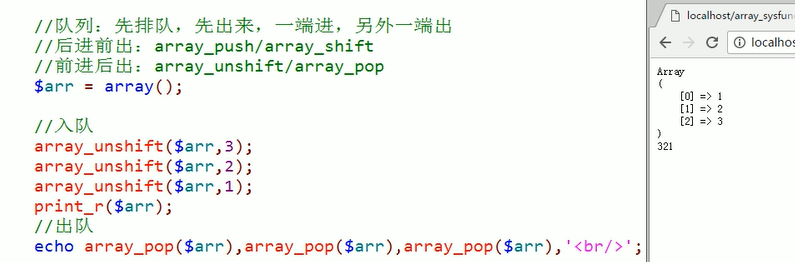 //队列：先排队，先出来，一端进，另外一端出
//后进前出：array_push/array_shift
//前进后出：array_unshift/array_pop
$arr = array();
//入队
array_unshift($arr,3);
array_unshift($arr,2);
array_unshift($arr,1);
print_r($arr);
//出队
echo array_pop($arr),array_pop($arr),array_pop($arr),'<br/>';
localhost/array_sysfun
localhos
Array
(
[0] => 1
[1] => 2
[2] => 3
)
321